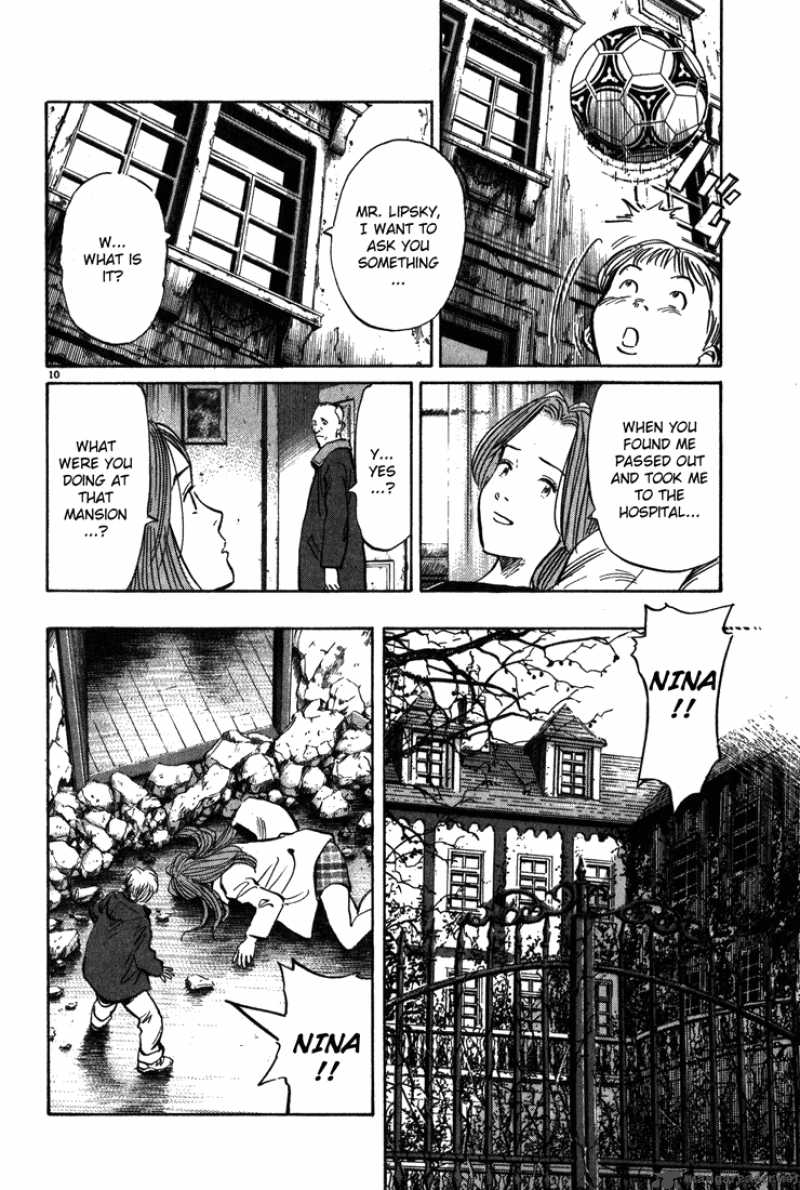 MR. LIPSKY,
I WANT TO
ASK YOU
SOMETHING
...
W...
WHAT IS
IT?
10
WHEN YOU
FOUND ME
PASSED OUT
AND TOOK ME
TO THE
HOSPITAL...
Y...
YES
...?
WHAT
WERE YOU
DOING AT
THAT
MANSION
...?
NINA
!!
NINA
!!